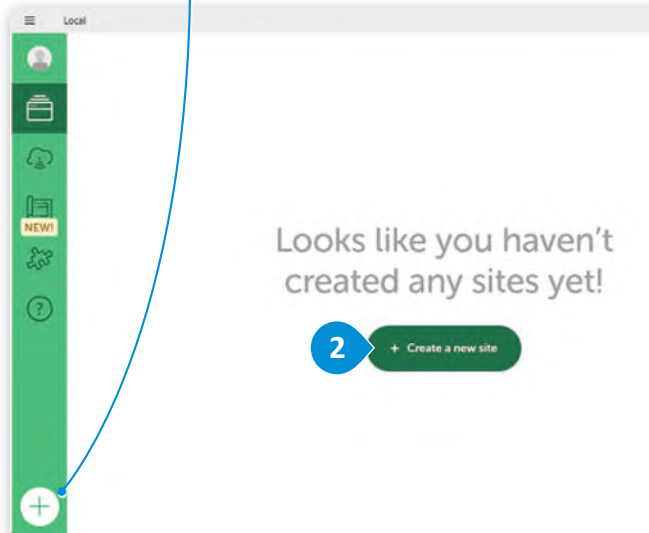 Local
NEW!
Looks like you haven't
created any sites yet!
2
+ Create a new site